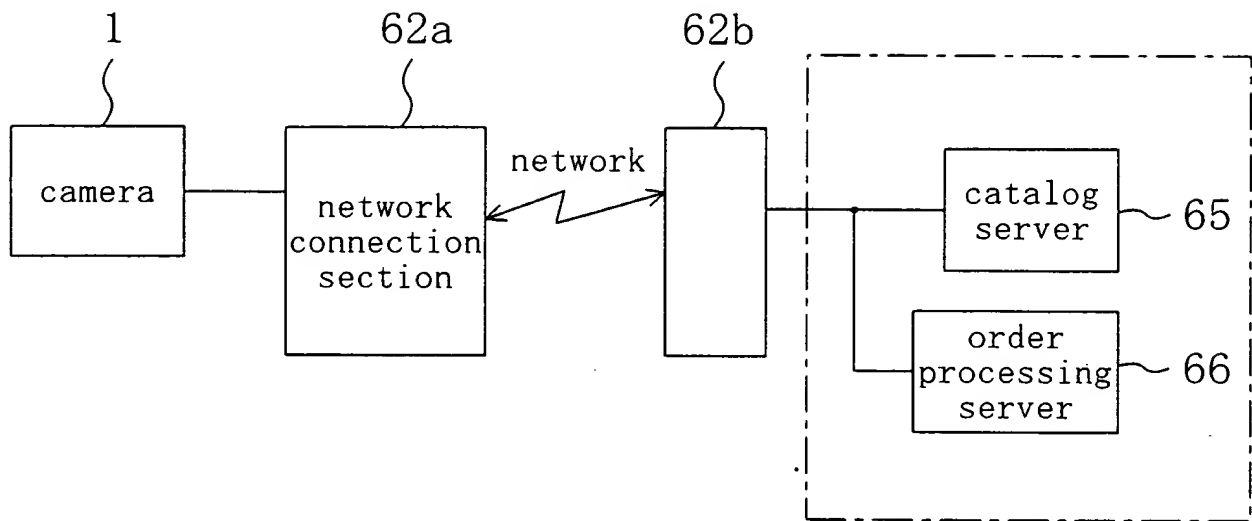 1
62a
62b
camera
network
connection
section
network
catalog
server
65
order
processing
server
66